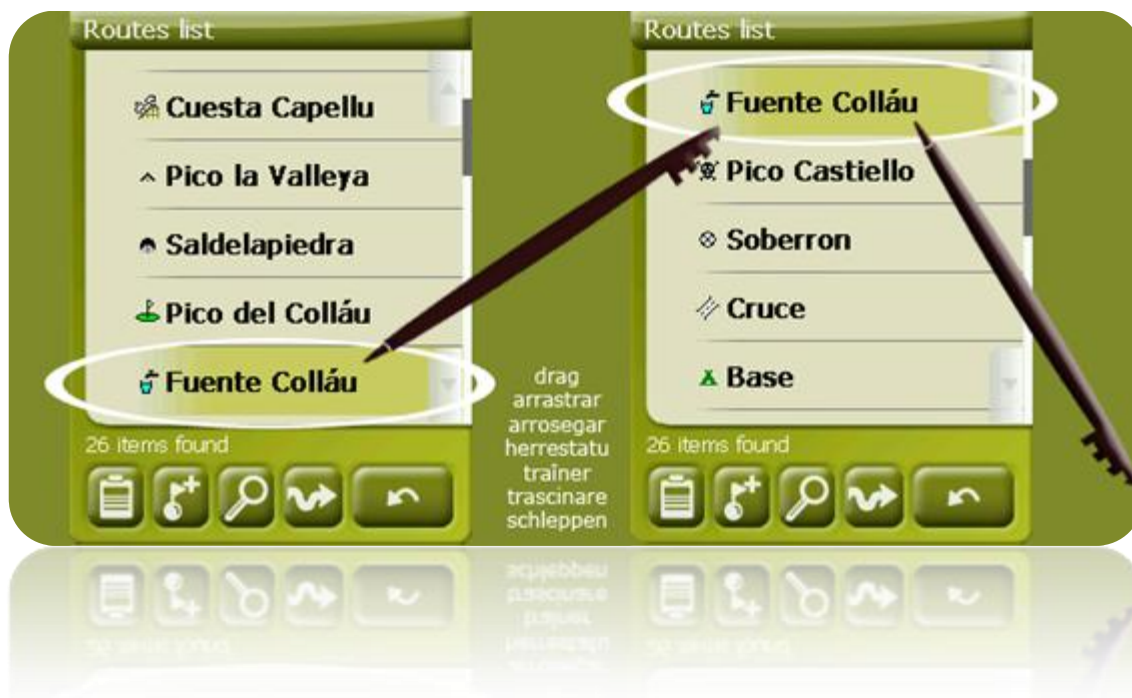 Routes list
Cuesta Capellu
Pico la Valleya
Saldelapiedra
Pico del Colláu
Fuente Colláu
26 items found
drag
arrastrar
arrosegar
herrestatu
traîner
trascinare
schleppen
Routes list
Fuente Colláu
Pico Castiello
Soberron
Cruce
Base
26 items found